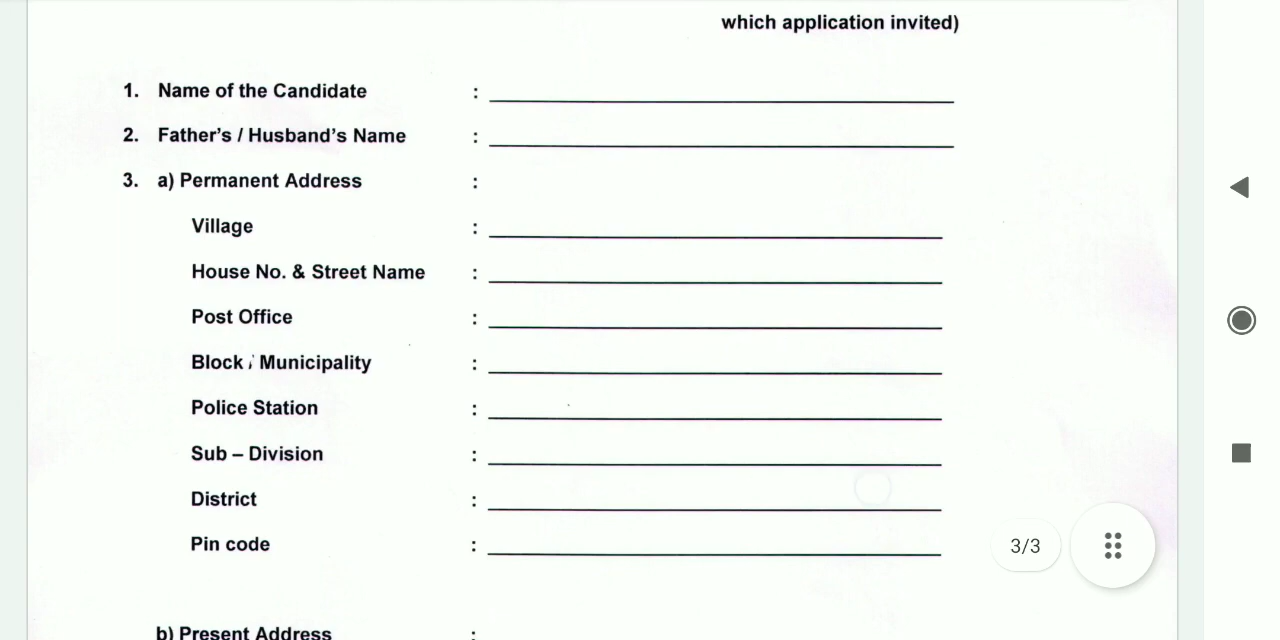 which application invited)
1. Name of the Candidate :
2. Father's / Husband's Name :
3. a) Permanent Address :
Village :
House No. & Street Name :
Post Office :
Block / Municipality :
Police Station :
Sub – Division :
District :
Pin code :
3/3
b) Present Address :